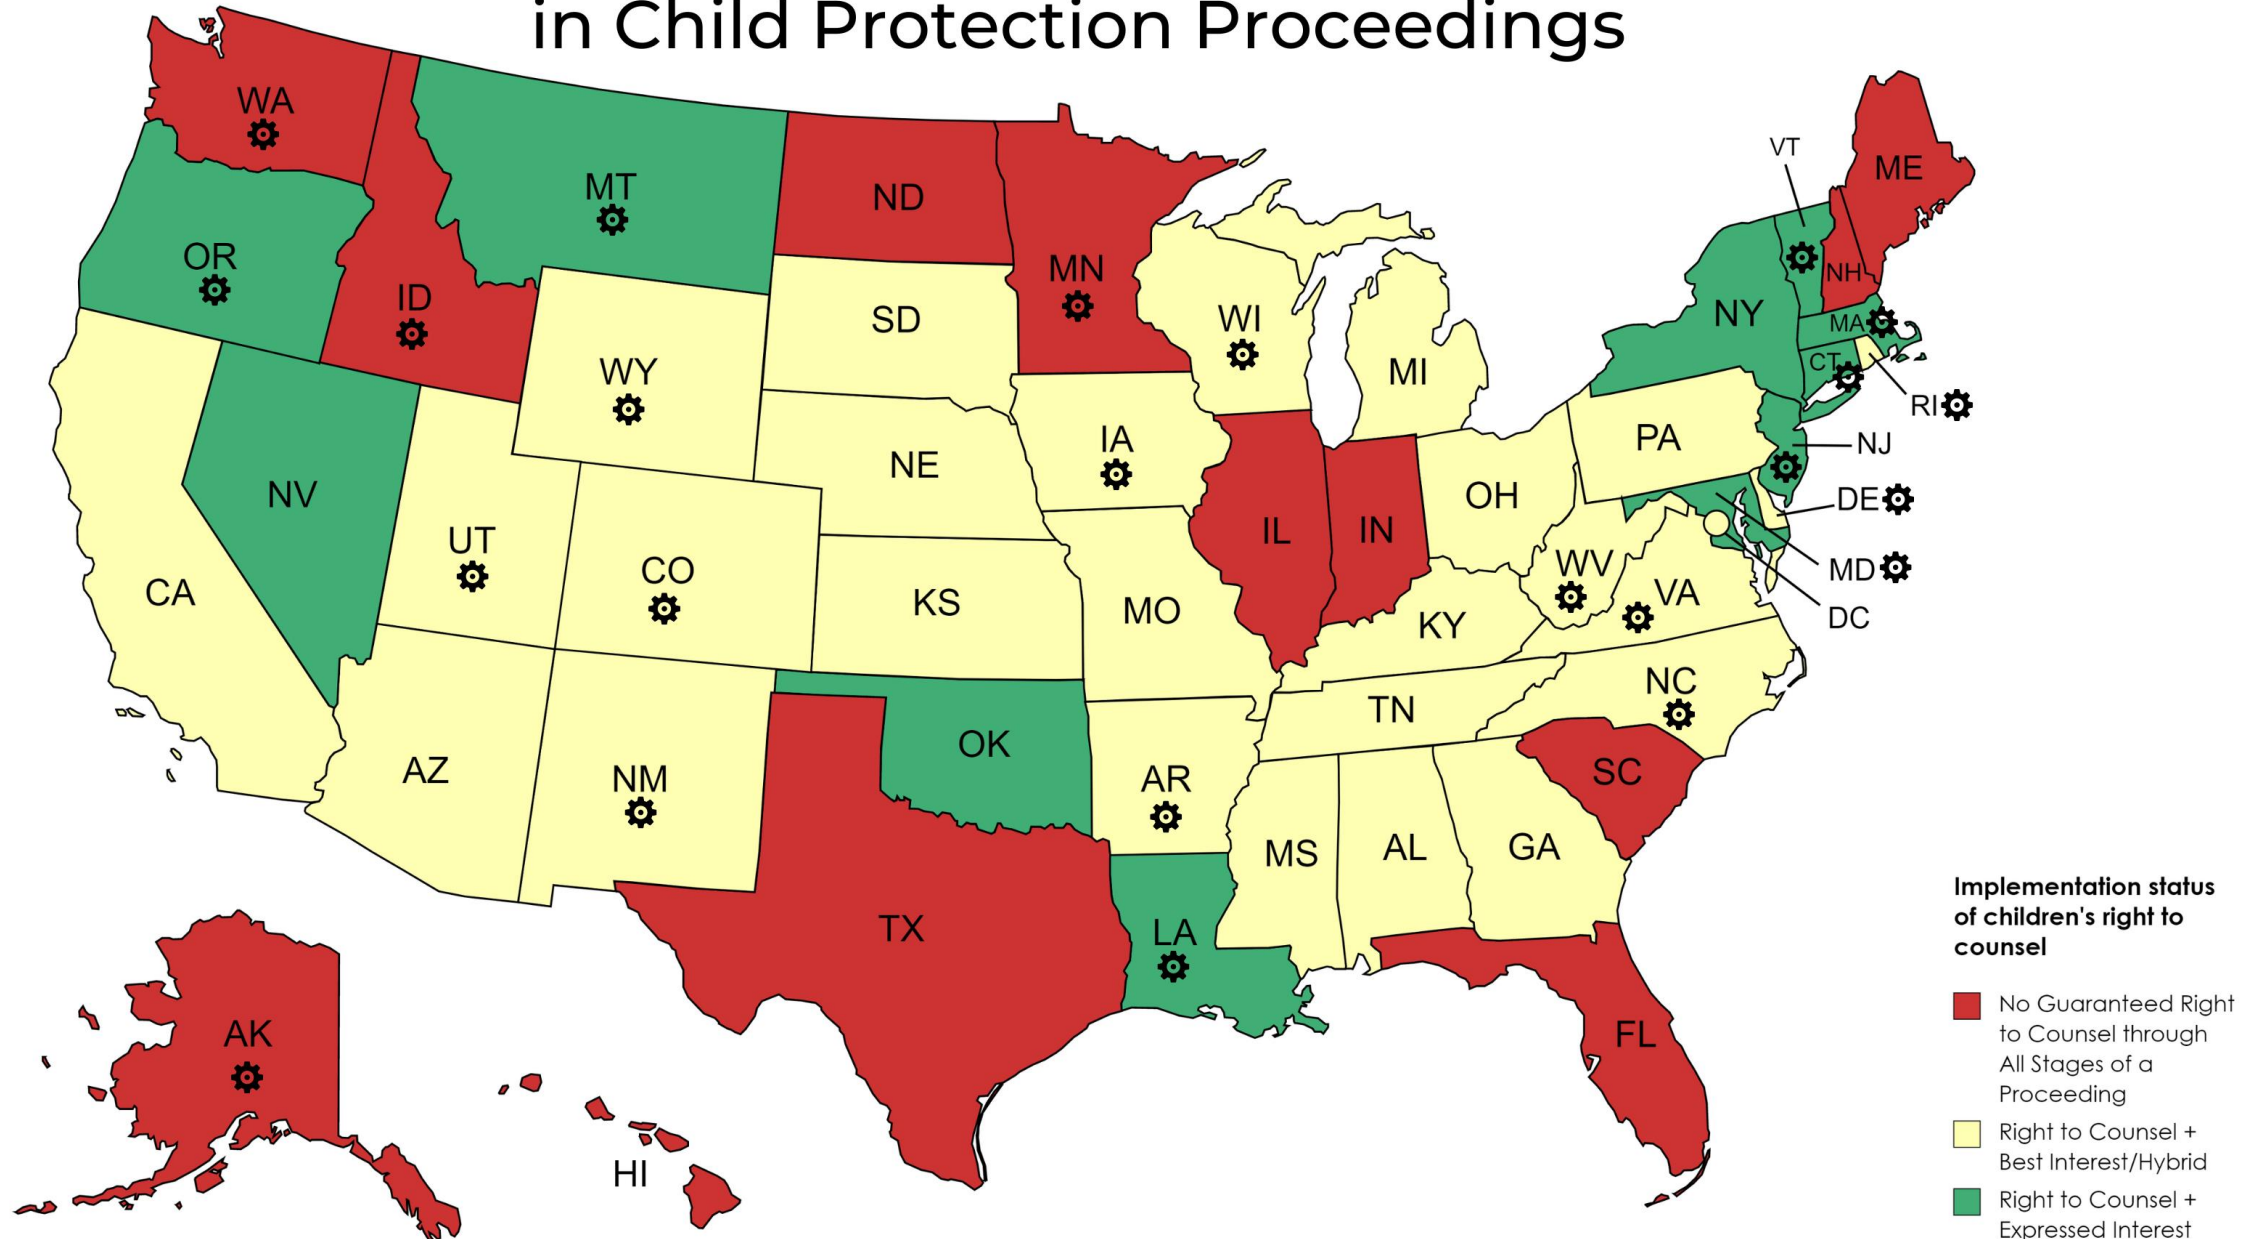 in Child Protection Proceedings
WA
MT
ND
MN
VT
ME
OR
ID
NH
SD
WI
NY
MA
WY
MI
CT
RI
IA
PA
NJ
NE
NV
OH
DE
IL
IN
UT
CO
WV
MD
CA
KS
MO
VA
DC
KY
NC
TN
OK
AZ
NM
AR
SC
MS
AL
GA
TX
LA
AK
FL
HI
Implementation status
of children's right to
counsel
No Guaranteed Right
to Counsel through
All Stages of a
Proceeding
Right to Counsel +
Best Interest/Hybrid
Right to Counsel +
Expressed Interest